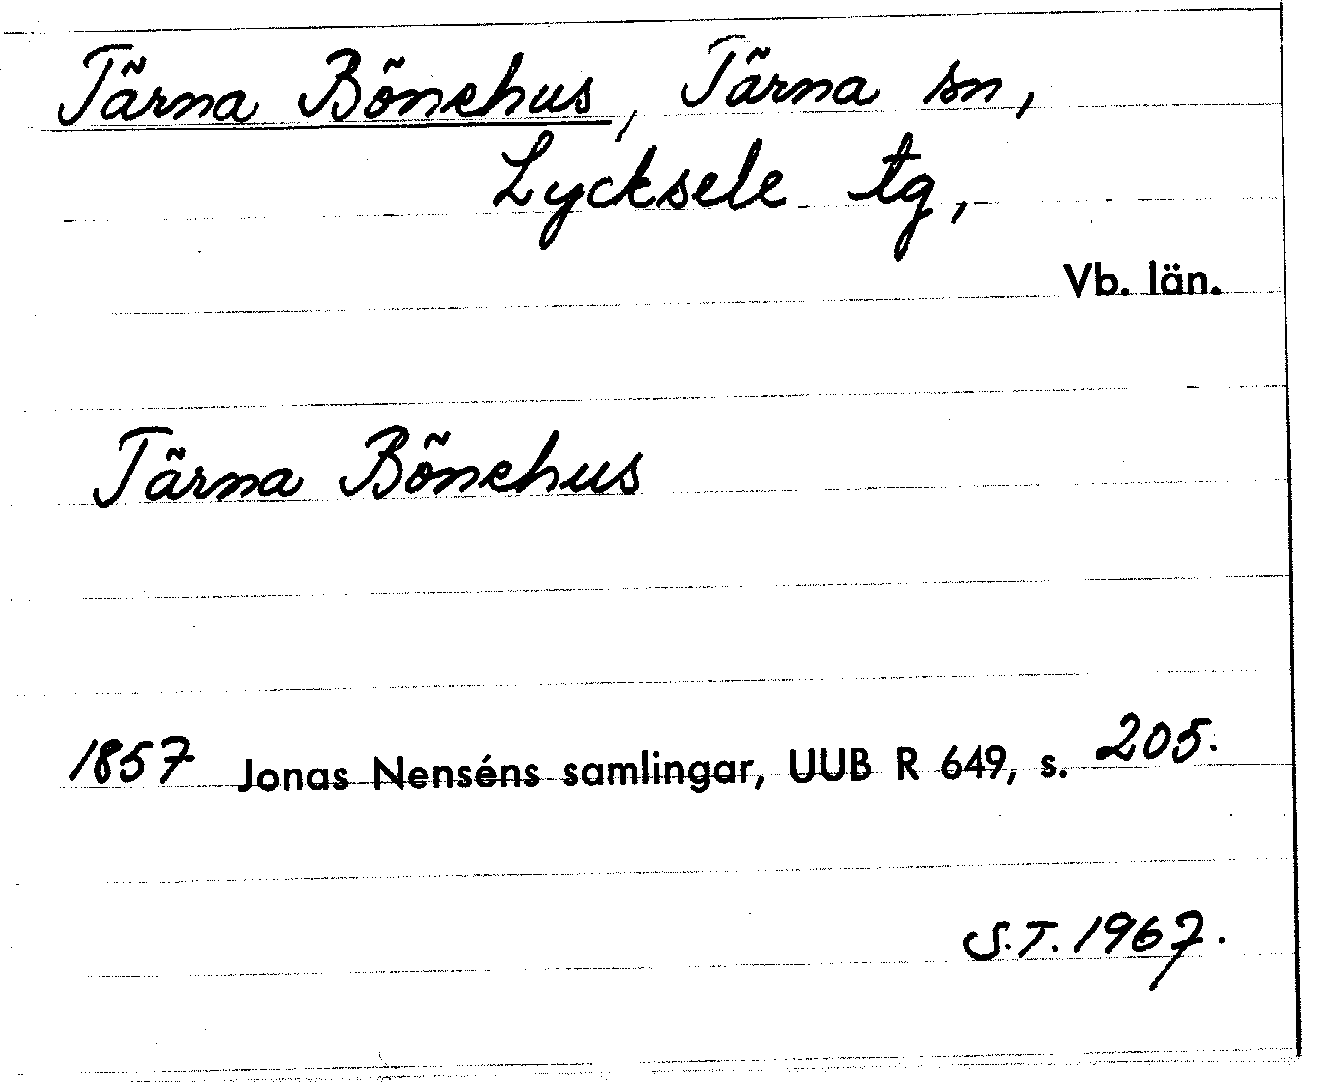 Tärna Bönehus, Tärna sn,
Lycksele tg,
Vb. län.
Tärna Bönehus
1857 Jonas Nenséns samlingar, UUB R 649, s. 205.
S.T. 1967.